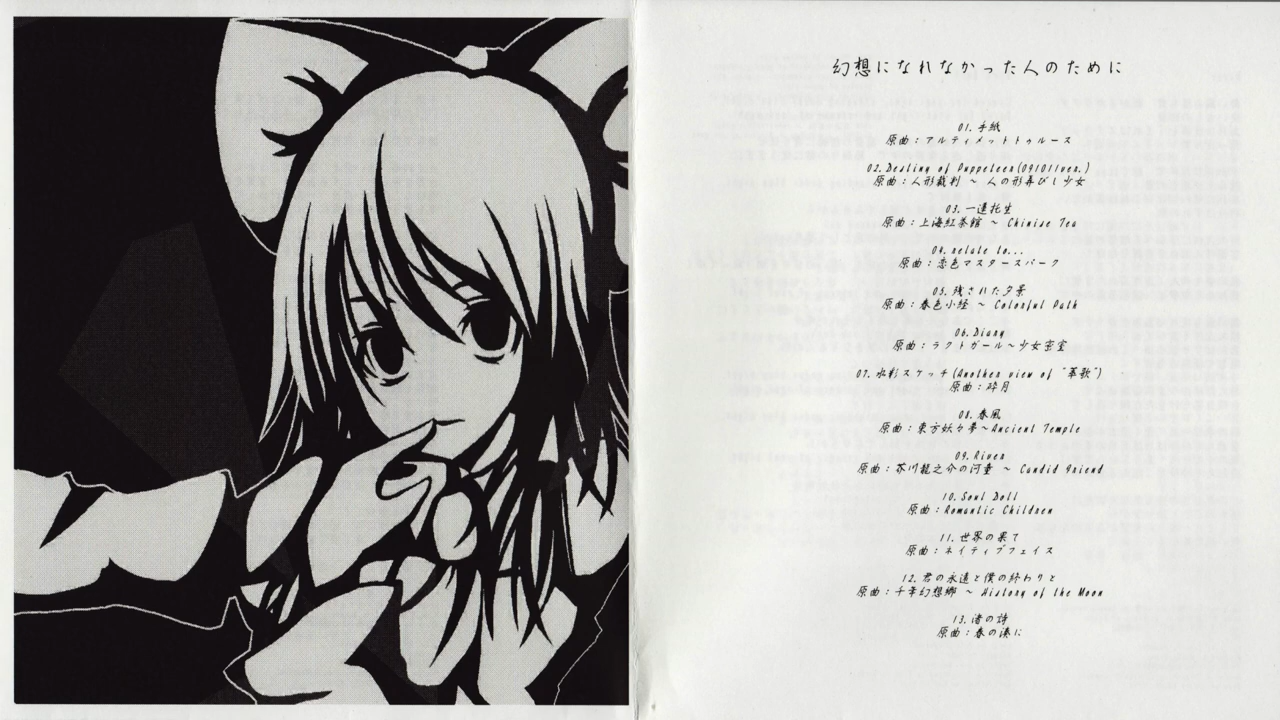 幻想になれなかった人のために
01.手紙
原曲：アルティメットトゥルース
02.Destiny of Puppeteer(091011ver.)
原曲：人形裁判 ～ 人の形弄びし少女
03.一蓮托生
原曲：上海紅茶館 ～ Chinise Tea
04.relate to...
原曲：恋色マスタースパーク
05.残された夕景
原曲：春色小径 ～ Colorful Path
06.Diary
原曲：ラクトガール～少女密室
07.水彩スケッチ(Another view of "華歌")
原曲：砕月
08.春風
原曲：東方妖々夢～Ancient Temple
09.River
原曲：芥川龍之介の河童 ～ Candid Friend
10.Soul Doll
原曲：Romantic Children
11.世界の果て
原曲：ネイティブフェイス
12.君の永遠と僕の終わりと
原曲：千年幻想郷 ～ History of the Moon
13.渚の詩
原曲：春の湊に